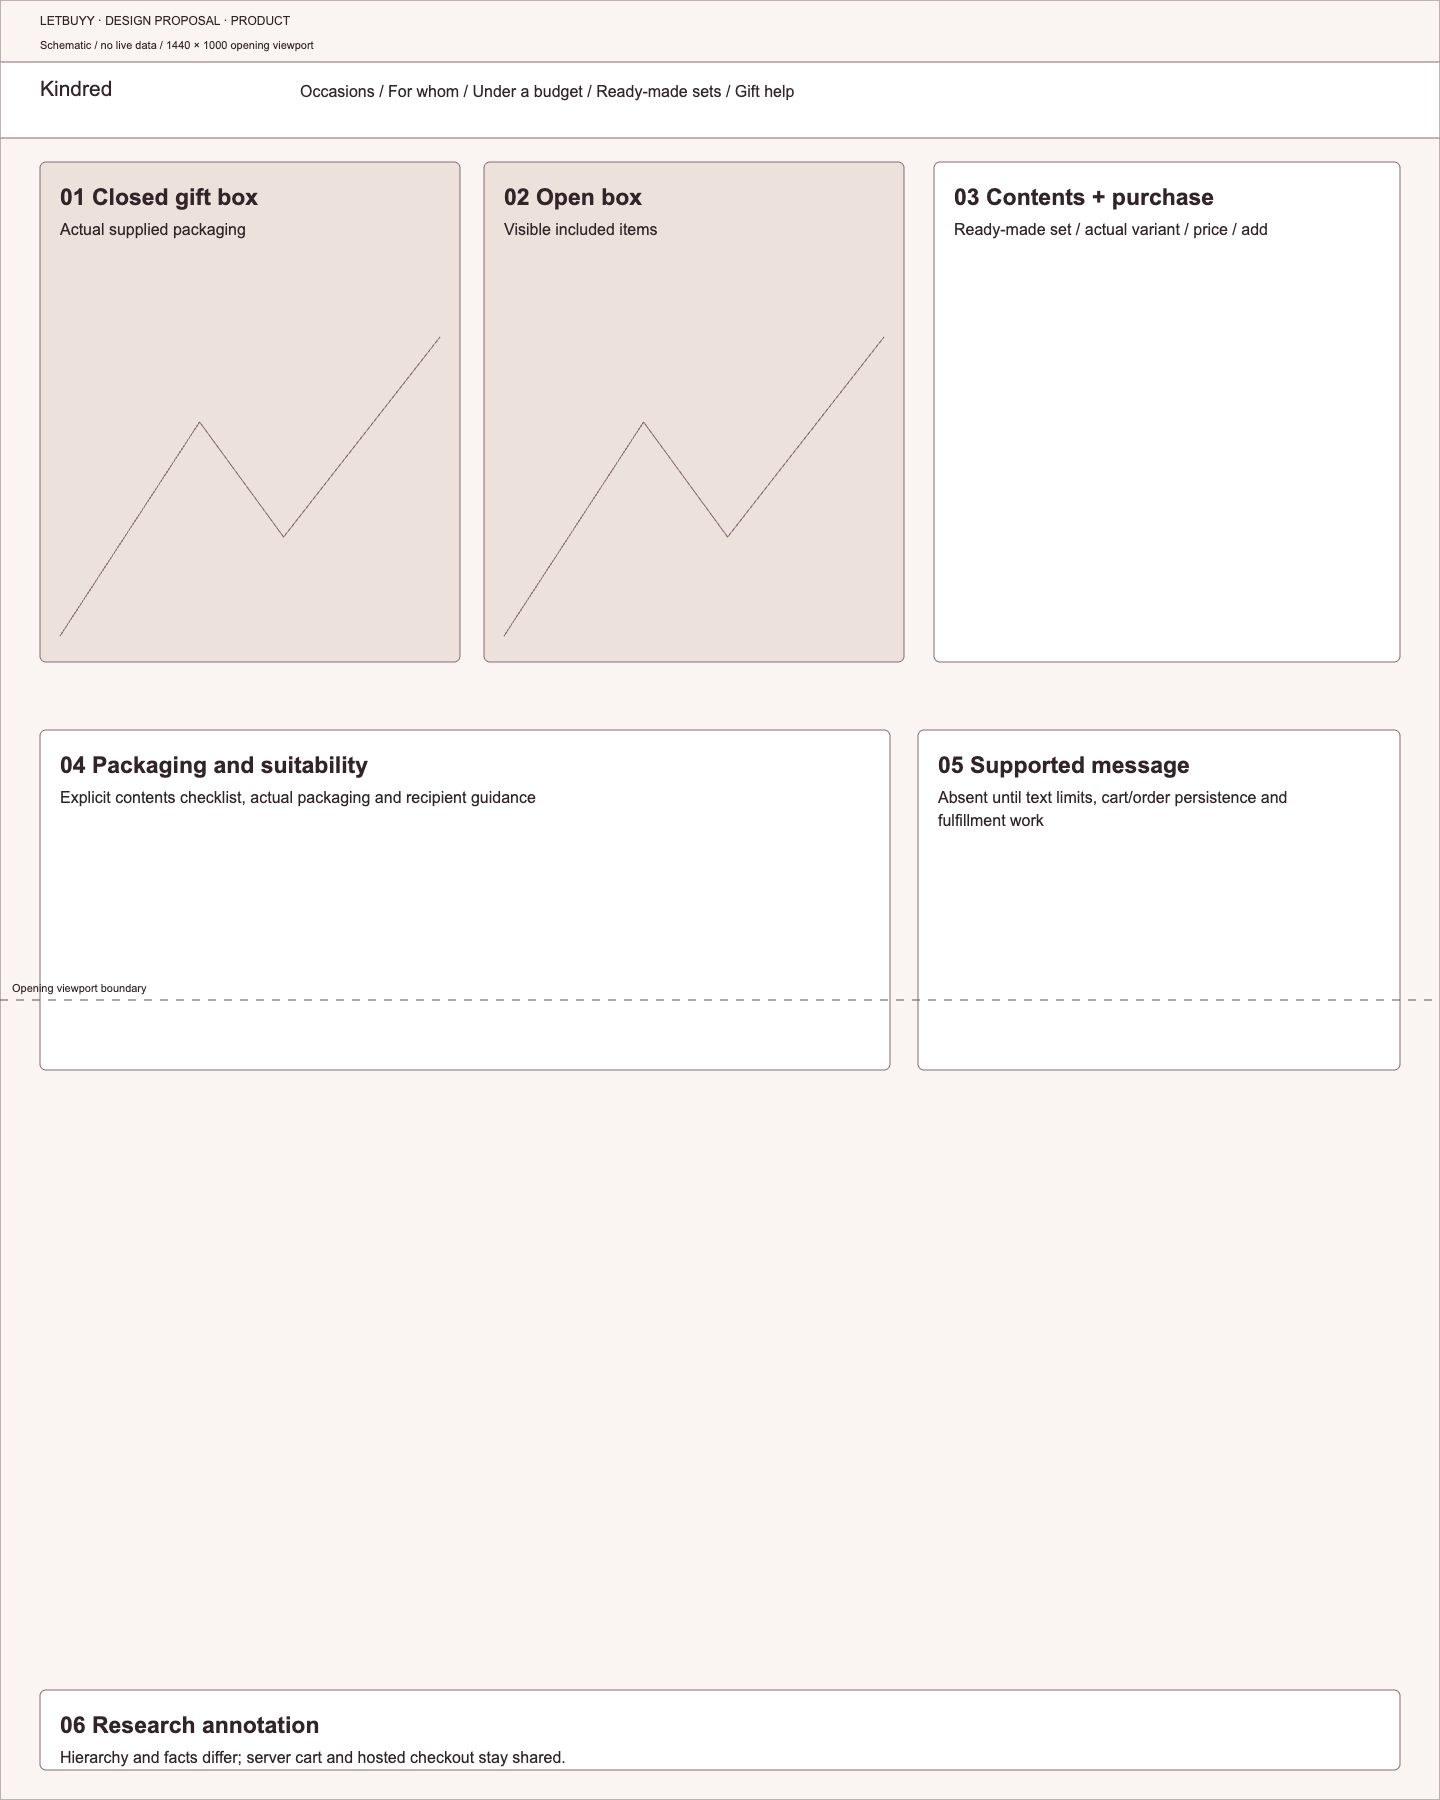 LETBUYY · DESIGN PROPOSAL · PRODUCT
Schematic / no live data / 1440 × 1000 opening viewport
Kindred
Occasions / For whom / Under a budget / Ready-made sets / Gift help
01 Closed gift box
Actual supplied packaging
02 Open box
Visible included items
03 Contents + purchase
Ready-made set / actual variant / price / add
04 Packaging and suitability
Explicit contents checklist, actual packaging and recipient guidance
05 Supported message
Absent until text limits, cart/order persistence and
fulfillment work
Opening viewport boundary
06 Research annotation
Hierarchy and facts differ; server cart and hosted checkout stay shared.